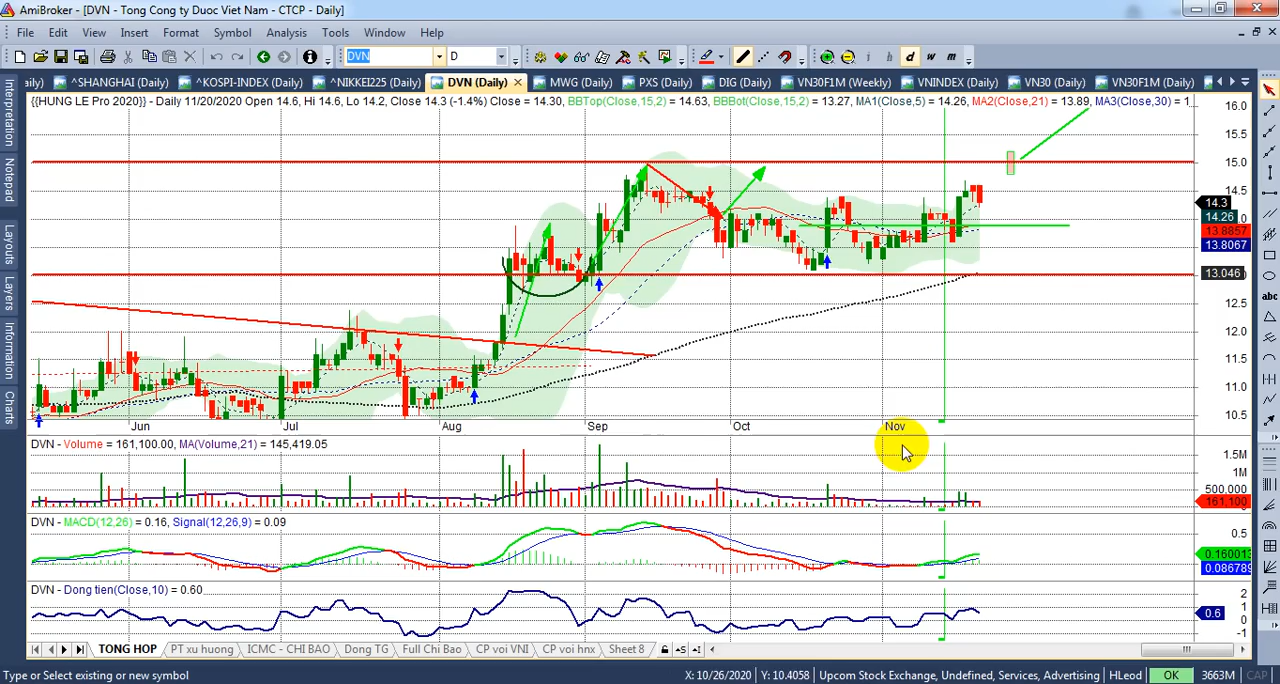 AmiBroker - [DVN - Tong Cong ty Duoc Viet Nam - CTCP - Daily]
File Edit View Insert Format Symbol Analysis Tools Window Help
DVN D i h d w m
ily) ^SHANGHAI (Daily) ^KOSPI-INDEX (Daily) ^NIKKEI225 (Daily) DVN (Daily) MWG (Daily) PXS (Daily) DIG (Daily) VN30F1M (Weekly) VNINDEX (Daily) VN30 (Daily) VN30F1M (Daily)
{{HUNG LE Pro 2020}} - Daily 11/20/2020 Open 14.6, Hi 14.6, Lo 14.2, Close 14.3 (-1.4%) Close = 14.30, BBTop(Close,15,2) = 14.63, BBBot(Close,15,2) = 13.27, MA1(Close,5) = 14.26, MA2(Close,21) = 13.89, MA3(Close,30) = 1
Interpretation
Notepad
Layouts
Layers
Information
Charts
16.0
15.5
15.0
14.5
14.3
14.26
13.8857
13.8067
13.046
12.5
12.0
11.5
11.0
10.5
abc
Jun Jul Aug Sep Oct Nov
DVN - Volume = 161,100.00, MA(Volume,21) = 145,419.05
1.5M
1M
500,000
161,100
DVN - MACD(12,26) = 0.16, Signal(12,26,9) = 0.09
0.5
0.160013
0.086789
DVN - Dong tien(Close,10) = 0.60
2
1
0.6
-1
TONG HOP PT xu huong ICMC - CHI BAO Dong TG Full Chi Bao CP voi VNI CP voi hnx Sheet 8
Type or Select existing or new symbol X: 10/26/2020 Y: 10.4058 Upcom Stock Exchange, Undefined, Services, Advertising HLeod OK 3663M CAP